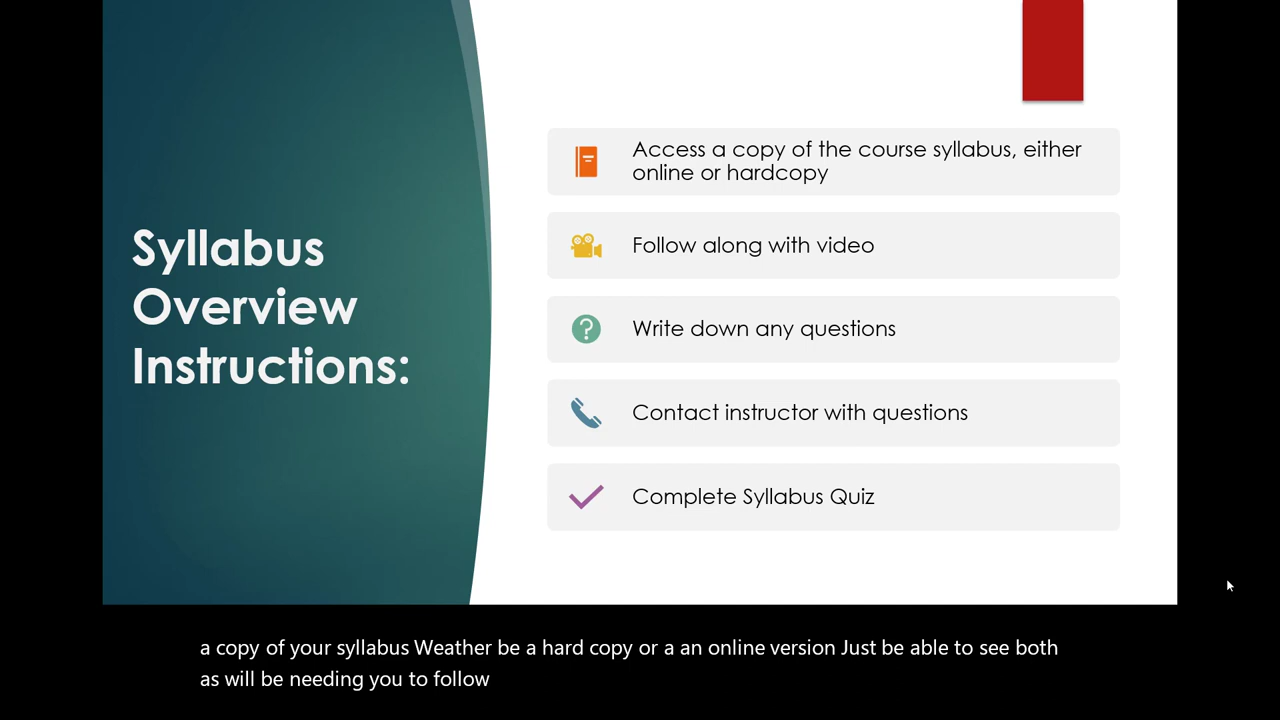 Syllabus
Overview
Instructions:
Access a copy of the course syllabus, either
online or hardcopy
Follow along with video
Write down any questions
Contact instructor with questions
Complete Syllabus Quiz
a copy of your syllabus Weather be a hard copy or a an online version Just be able to see both
as will be needing you to follow